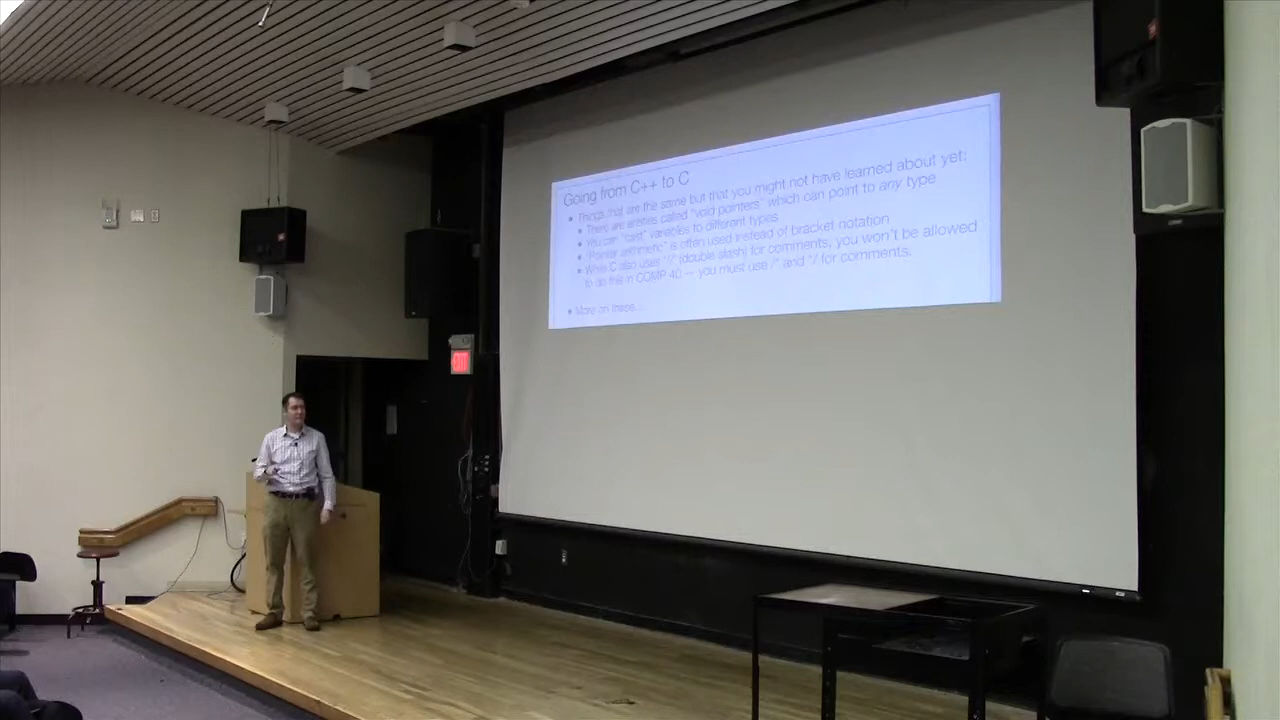 Going from C++ to C
• Things that are the same but that you might not have learned about yet:
• There are entities called "void pointers" which can point to any type
• You can "cast" variables to different types
• "Pointer arithmetic" is often used instead of bracket notation
• While C also uses "//" (double slash) for comments, you won't be allowed
to do this in COMP 40 — you must use /* and */ for comments.
• More on these...
EXIT